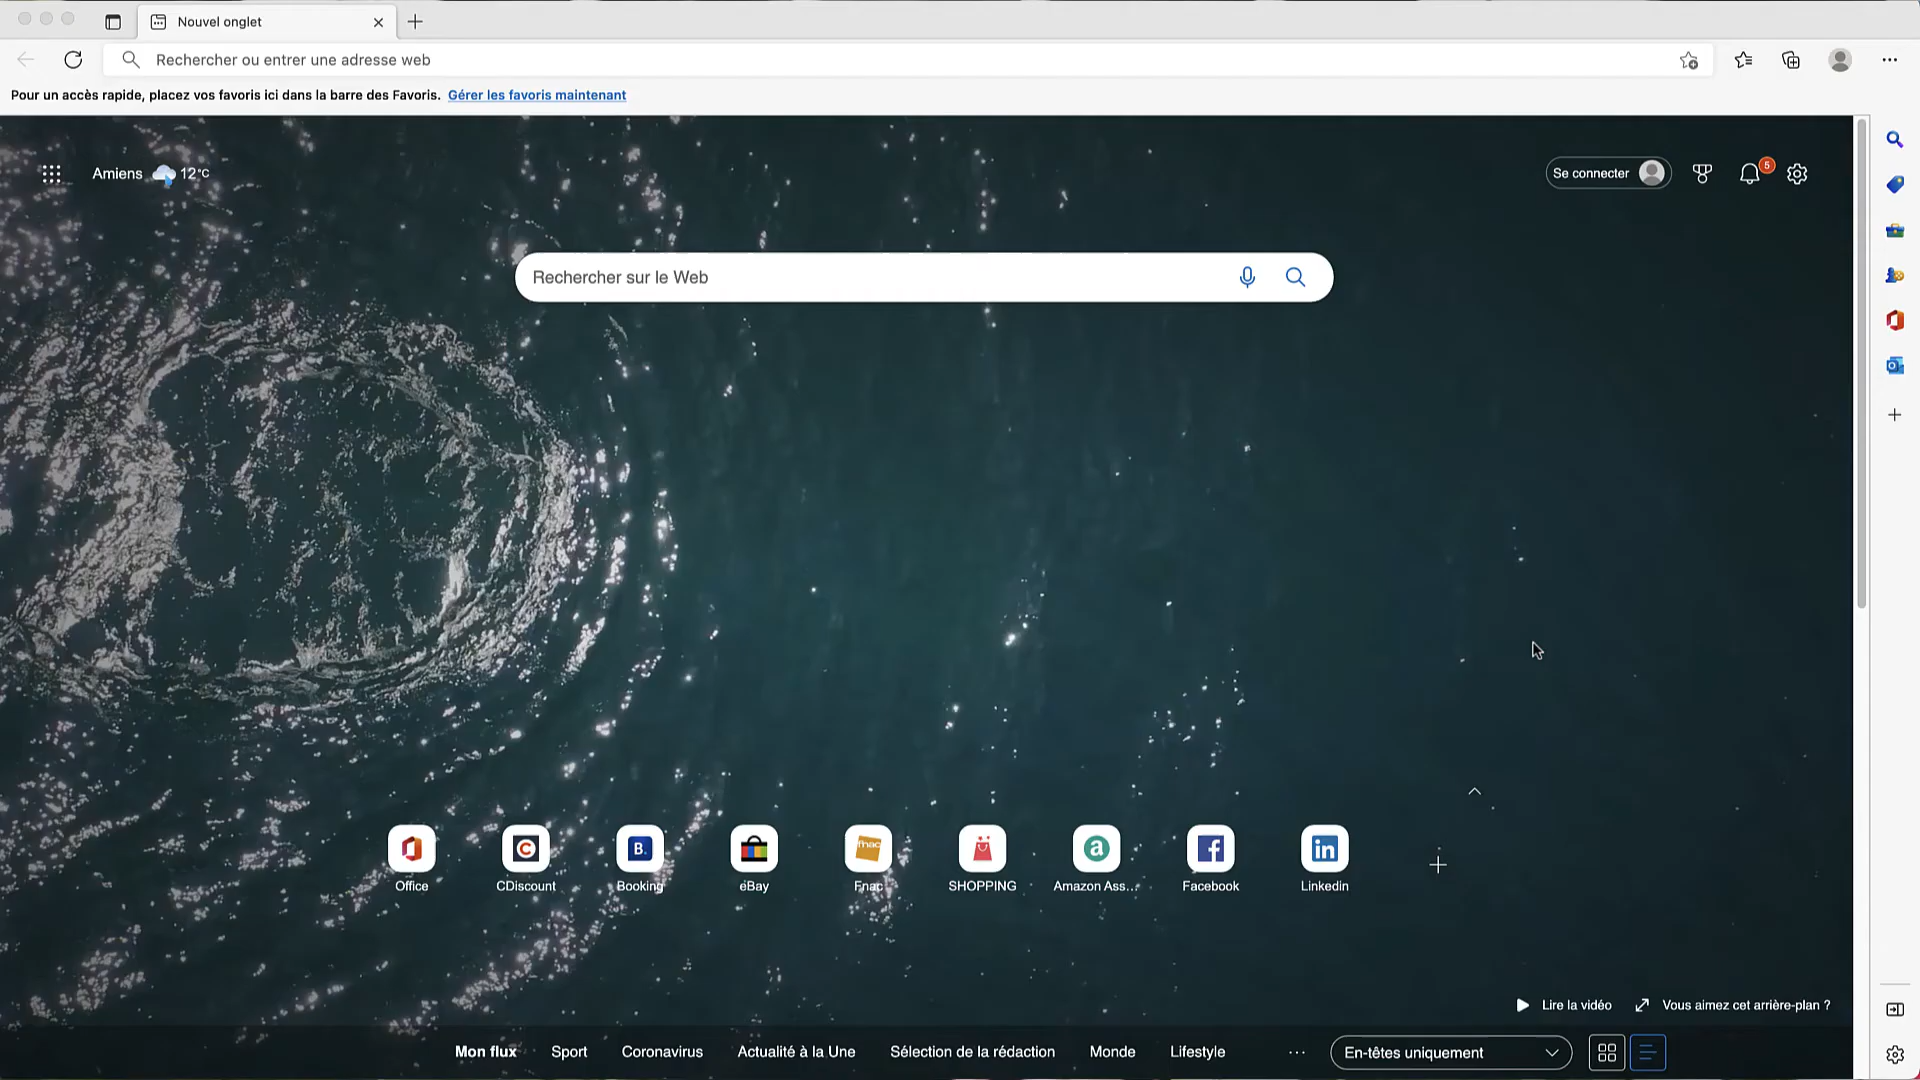 Nouvel onglet
Rechercher ou entrer une adresse web
Pour un accès rapide, placez vos favoris ici dans la barre des Favoris. Gérer les favoris maintenant
Amiens 12°C
Se connecter
5
Rechercher sur le Web
B.
fnac
a
f
in
Office
CDiscount
Booking
eBay
Fnac
SHOPPING
Amazon Ass...
Facebook
Linkedin
Lire la vidéo
Vous aimez cet arrière-plan ?
Mon flux
Sport
Coronavirus
Actualité à la Une
Sélection de la rédaction
Monde
Lifestyle
En-têtes uniquement